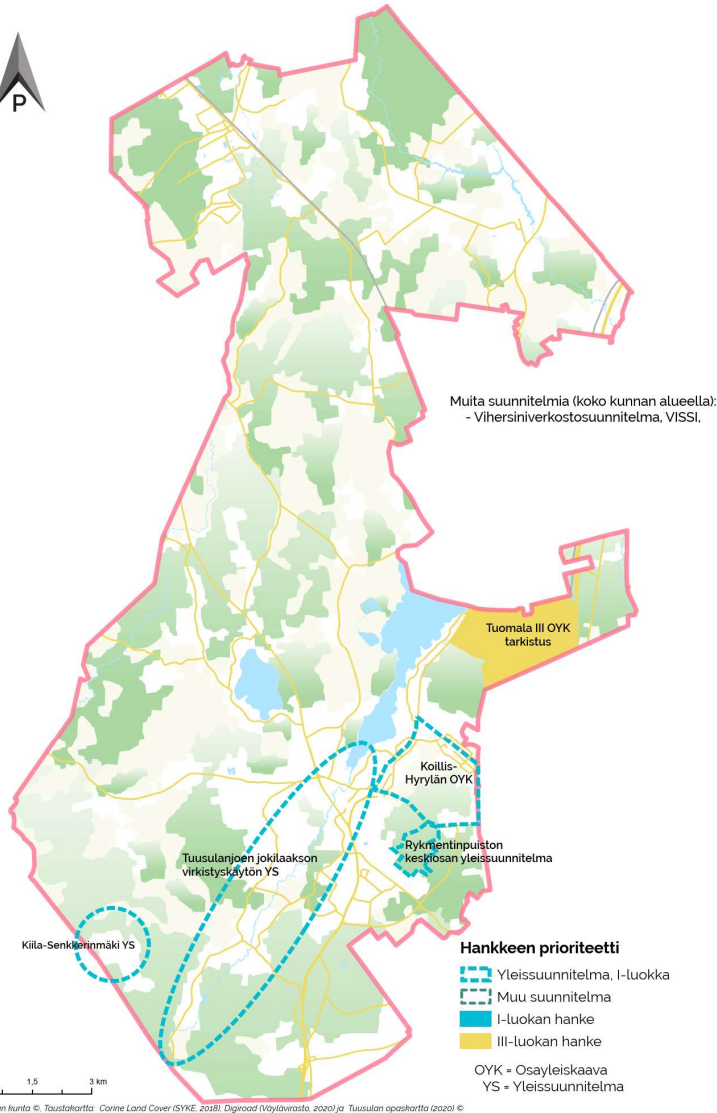 P
Muita suunnitelmia (koko kunnan alueella):
- Vihersiniverkostosuunnitelma, VISSI,
Tuomala III OYK
tarkistus
Koillis-
Hyrylän OYK
Rykmentinpuiston
keskiosan yleissuunnitelma
Tuusulanjoen jokilaakson
virkistyskäytön YS
Kiila-Senkkerinmäki YS
Hankkeen prioriteetti
Yleissuunnitelma, I-luokka
Muu suunnitelma
I-luokan hanke
III-luokan hanke
OYK = Osayleiskaava
YS = Yleissuunnitelma
1,5 3 km
kunta ©, Taustakartta: Corine Land Cover (SYKE, 2018), Digiroad (Väylävirasto, 2020) ja Tuusulan opaskartta (2020) ©